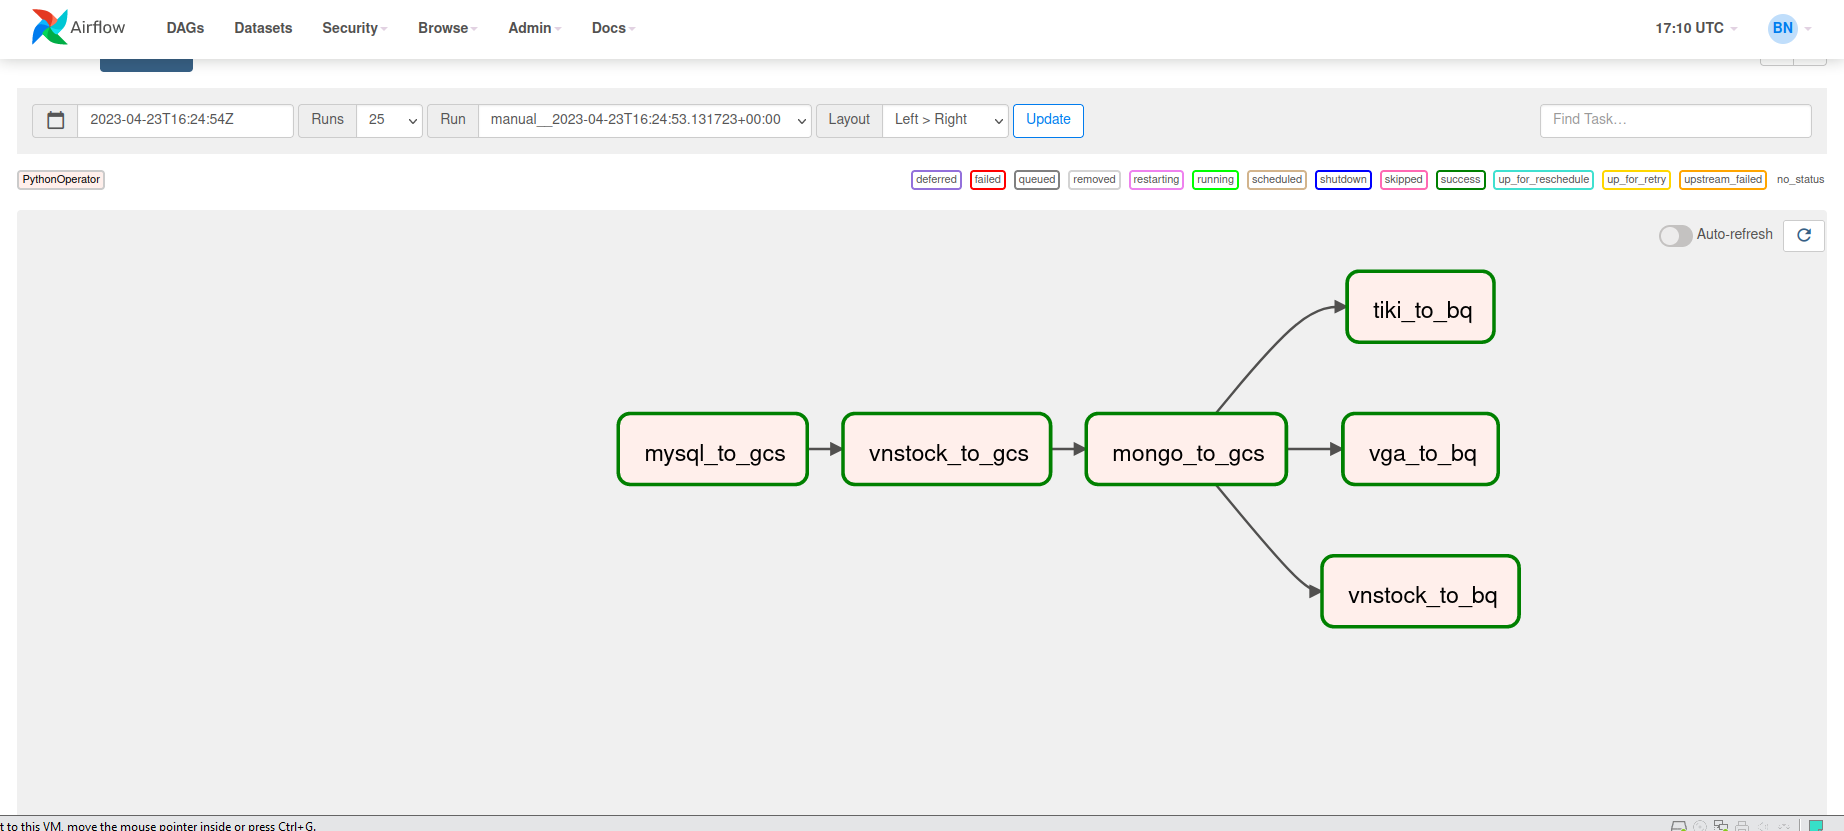 Airflow DAGs Datasets Security Browse Admin Docs 17:10 UTC BN
2023-04-23T16:24:54Z Runs 25 Run manual__2023-04-23T16:24:53.131723+00:00 Layout Left > Right Update Find Task...
PythonOperator deferred failed queued removed restarting running scheduled shutdown skipped success up_for_reschedule up_for_retry upstream_failed no_status
Auto-refresh
tiki_to_bq
mysql_to_gcs vnstock_to_gcs mongo_to_gcs vga_to_bq
vnstock_to_bq
t to this VM, move the mouse pointer inside or press Ctrl+G.